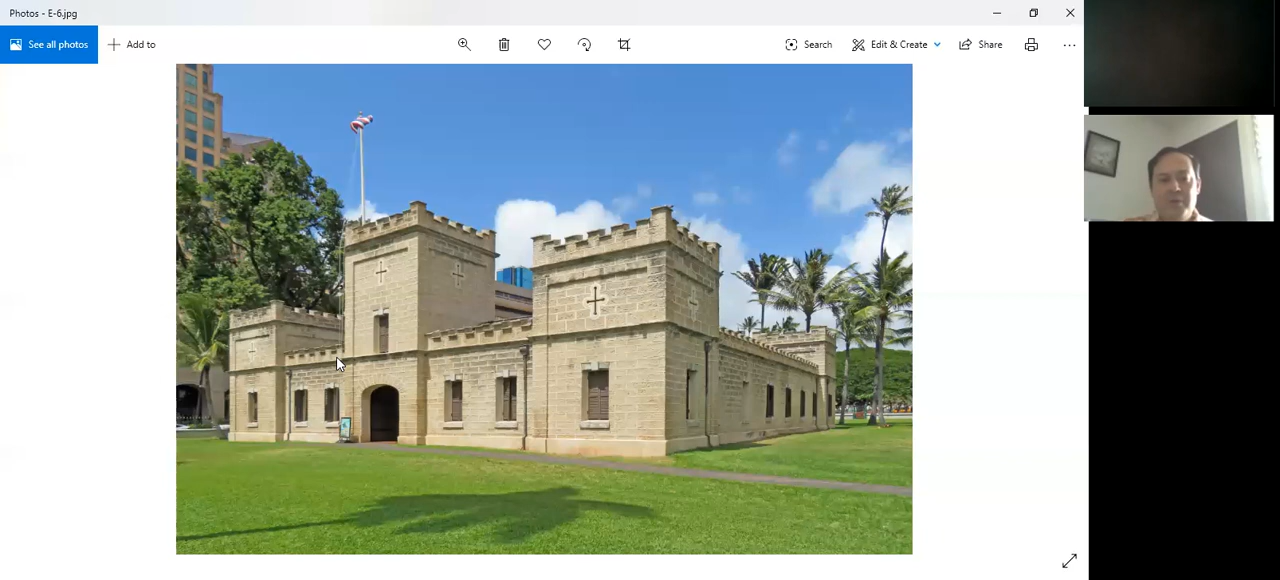 Photos - E-6.jpg
See all photos
Add to
Search
Edit & Create
Share